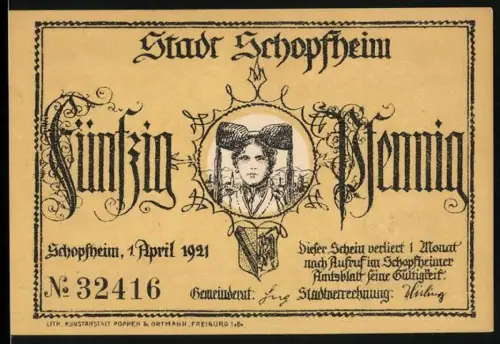 Stadt Schopfheim
Fünfzig Pfennig
Schopfheim, 1. April 1921
Dieser Schein verliert 1 Monat
nach Aufruf im Schopfheimer
Amtsblatt seine Gültigkeit.
No 32416
Gemeinderat: Stadtverrechnung:
LITH. KUNSTANSTALT POPPEN & ORTMANN, FREIBURG i. B.